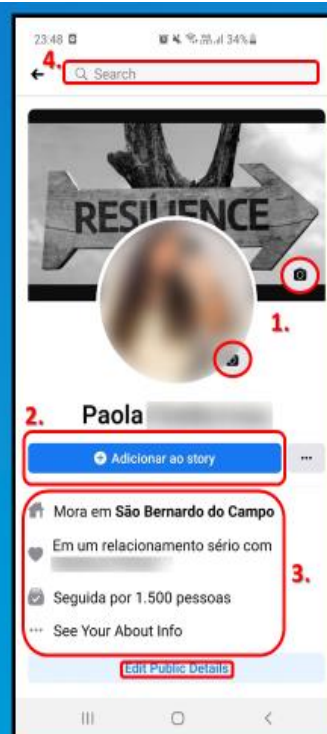 23:48 34%
4.
Search
RESILIENCE
1.
Paola
2.
Adicionar ao story
Mora em São Bernardo do Campo
Em um relacionamento sério com
3.
Seguida por 1.500 pessoas
See Your About Info
Edit Public Details